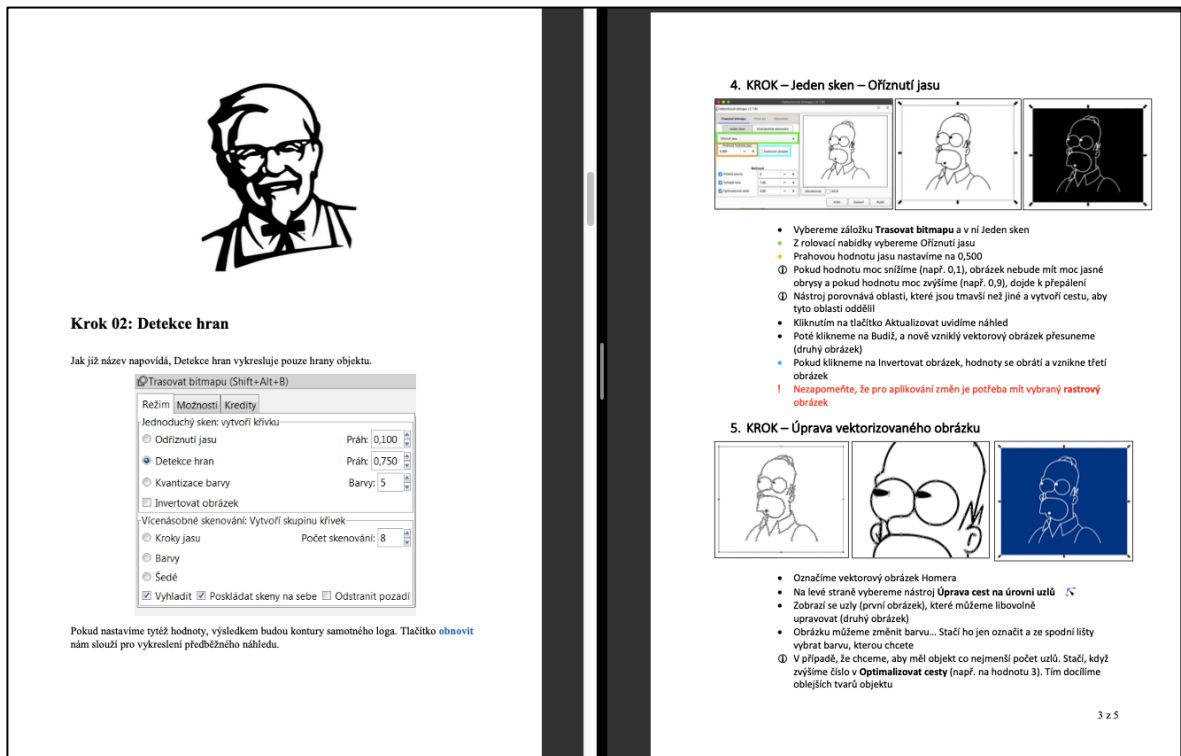 Krok 02: Detekce hran
Jak již název napovídá, Detekce hran vykresluje pouze hrany objektu.
Trasovat bitmapu (Shift+Alt+B)
Režim Možnosti Kredity
Jednoduchý sken: vytvoří křivku
Odříznutí jasu Práh: 0,100
Detekce hran Práh: 0,750
Kvantizace barvy Barvy: 5
Invertovat obrázek
Vícenásobné skenování: Vytvoří skupinu křivek
Kroky jasu Počet skenování: 8
Barvy
Šedé
Vyhladit Poskládát skeny na sebe Odstranit pozadí
Pokud nastavíme tytéž hodnoty, výsledkem budou kontury samotného loga. Tlačítko obnovit
nám slouží pro vykreslení předběžného náhledu.
4. KROK – Jeden sken – Oříznutí jasu
Trasovat bitmapu
• Vybereme záložku Trasovat bitmapu a v ní Jeden sken
• Z rolovací nabídky vybereme Oříznutí jasu
• Prahovou hodnotu jasu nastavíme na 0,500
Pokud hodnotu moc snížíme (např. 0,1), obrázek nebude mít moc jasné
obrysy a pokud hodnotu moc zvýšíme (např. 0,9), dojde k přepálení
Nástroj porovnává oblasti, které jsou tmavší než jiné a vytvoří cestu, aby
tyto oblasti oddělil
• Kliknutím na tlačítko Aktualizovat uvidíme náhled
• Poté klikneme na Budiž, a nově vzniklý vektorový obrázek přesuneme
(druhý obrázek)
• Pokud klikneme na Invertovat obrázek, hodnoty se obrátí a vznikne třetí
obrázek
! Nezapomeňte, že pro aplikování změn je potřeba mít vybraný rastrový
obrázek
5. KROK – Úprava vektorizovaného obrázku
• Označíme vektorový obrázek Homera
• Na levé straně vybereme nástroj Úprava cest na úrovni uzlů
• Zobrazí se uzly (první obrázek), které můžeme libovolně
upravovat (druhý obrázek)
• Obrázku můžeme změnit barvu... Stačí ho jen označit a ze spodní lišty
vybrat barvu, kterou chcete
V případě, že chceme, aby měl objekt co nejmenší počet uzlů. Stačí, když
zvýšíme číslo v Optimalizovat cesty (např. na hodnotu 3). Tím docílíme
oblejších tvarů objektu
3 z 5